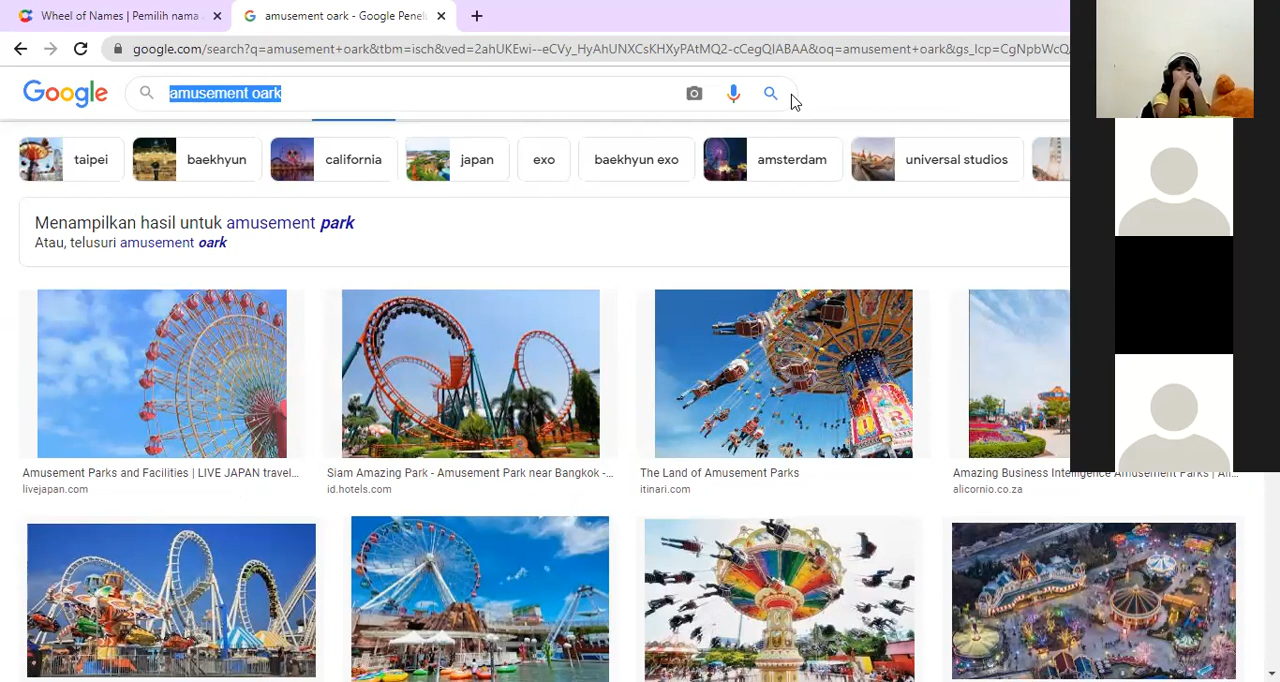 Wheel of Names | Pemilih nama
amusement oark - Google Penel
google.com/search?q=amusement+oark&tbm=isch&ved=2ahUKEwi--eCVy_HyAhUNXCsKHXyPAtMQ2-cCegQIABAA&oq=amusement+oark&gs_lcp=CgNpbWcQ
Google
amusement oark
taipei
baekhyun
california
japan
exo
baekhyun exo
amsterdam
universal studios
Menampilkan hasil untuk amusement park
Atau, telusuri amusement oark
Amusement Parks and Facilities | LIVE JAPAN travel...
livejapan.com
Siam Amazing Park - Amusement Park near Bangkok -...
id.hotels.com
The Land of Amusement Parks
itinari.com
Amazing Business Intelligence Amusement Parks |
alicornio.co.za